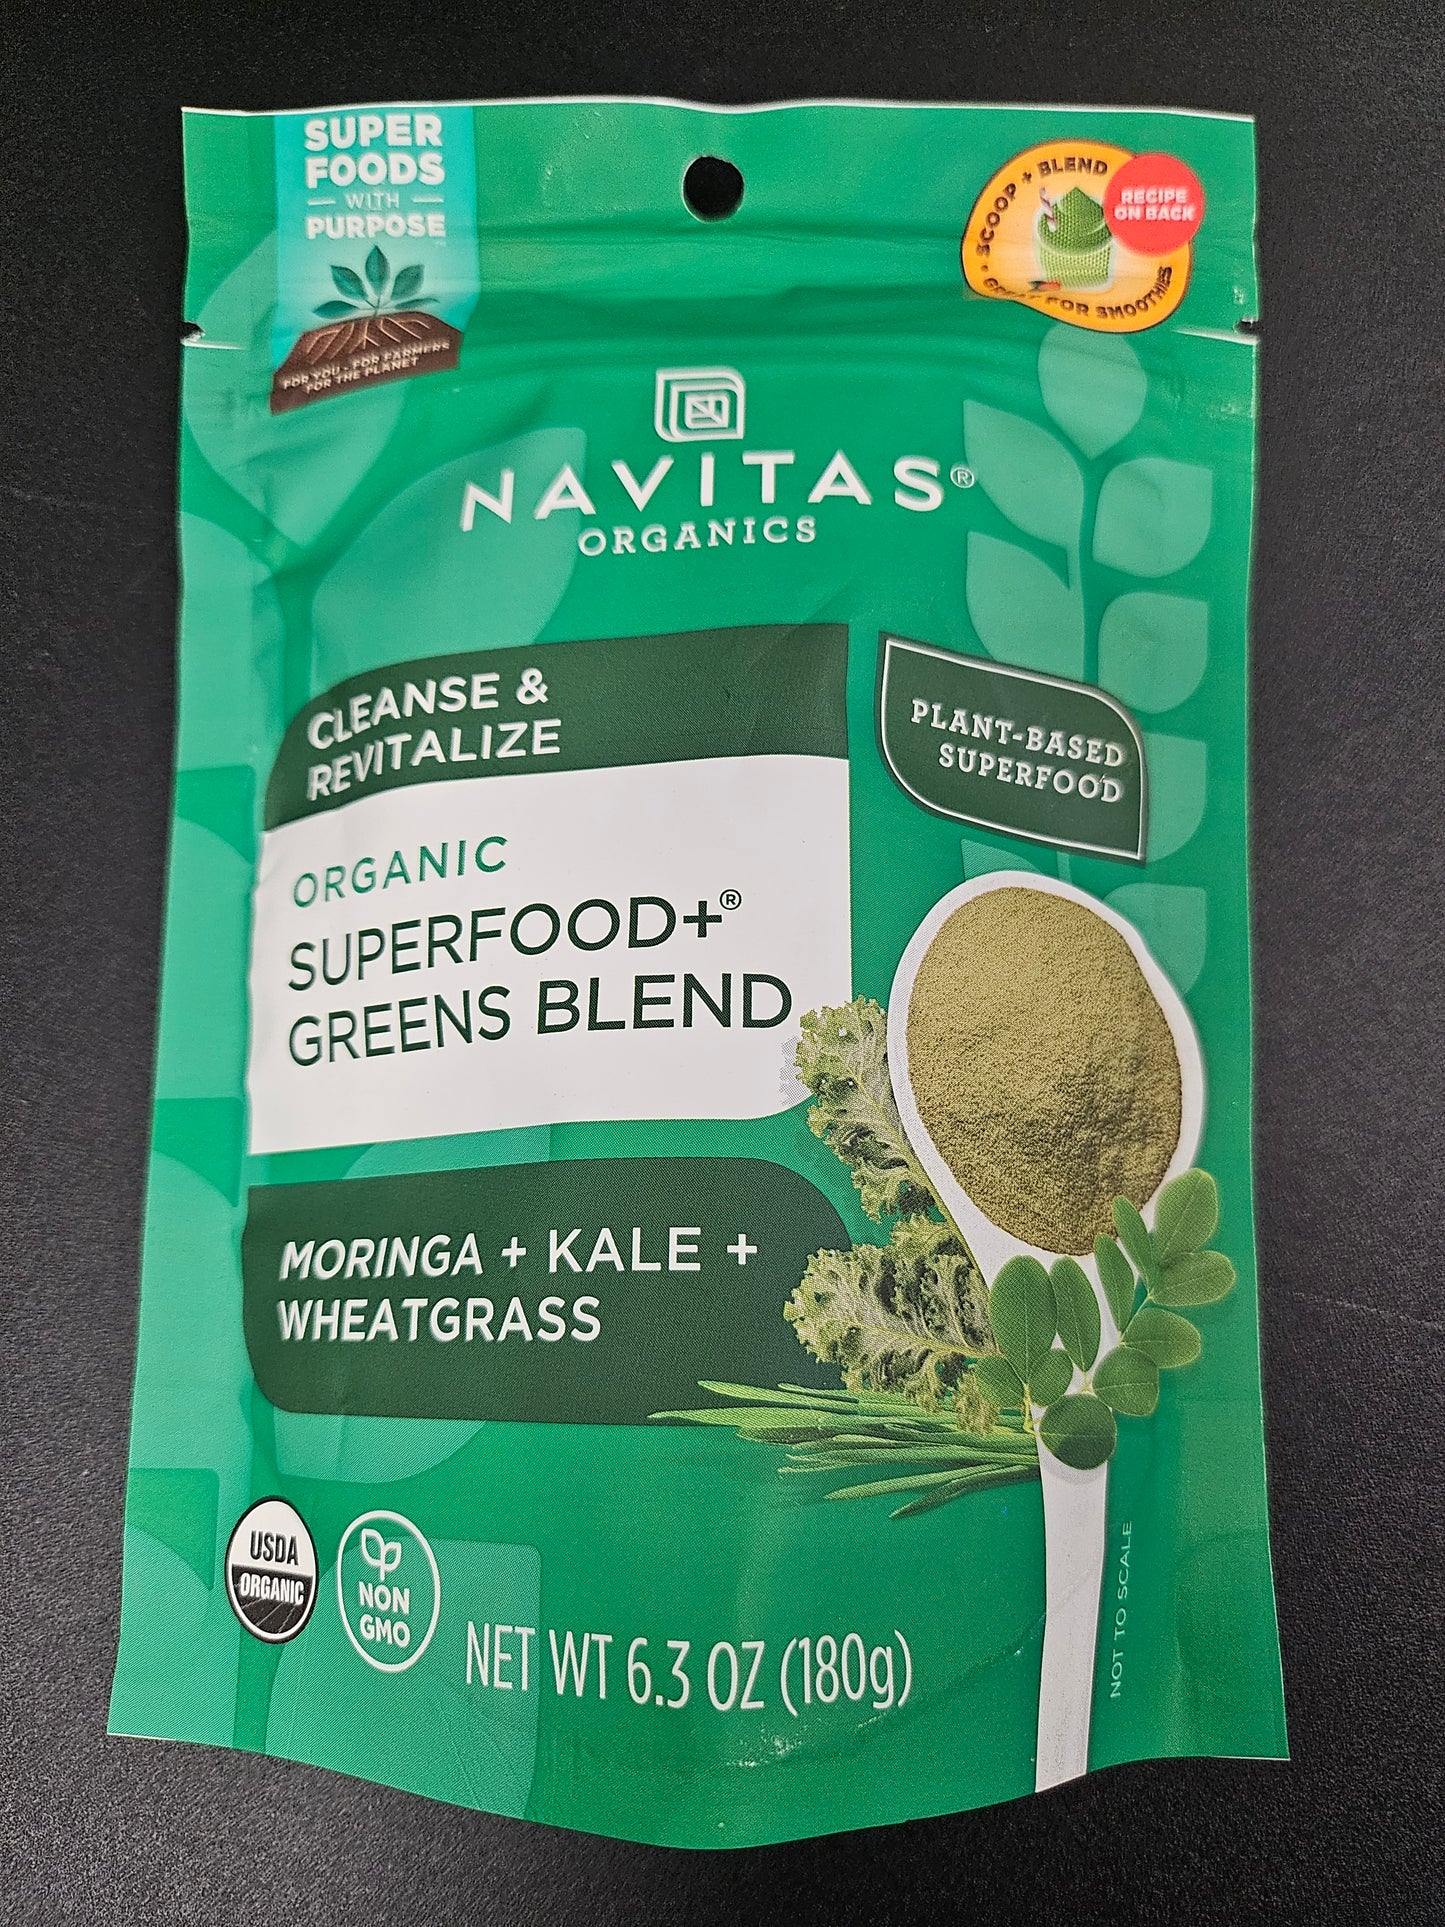 SUPER
FOODS
WITH
PURPOSE
FOR YOU · FOR FARMERS
FOR THE PLANET
SCOOP + BLEND
GREAT FOR SMOOTHIES
RECIPE
ON BACK
NAVITAS®
ORGANICS
CLEANSE &
REVITALIZE
PLANT-BASED
SUPERFOOD
ORGANIC
SUPERFOOD+®
GREENS BLEND
MORINGA + KALE +
WHEATGRASS
USDA
ORGANIC
NON
GMO
NET WT 6.3 OZ (180g)
NOT TO SCALE